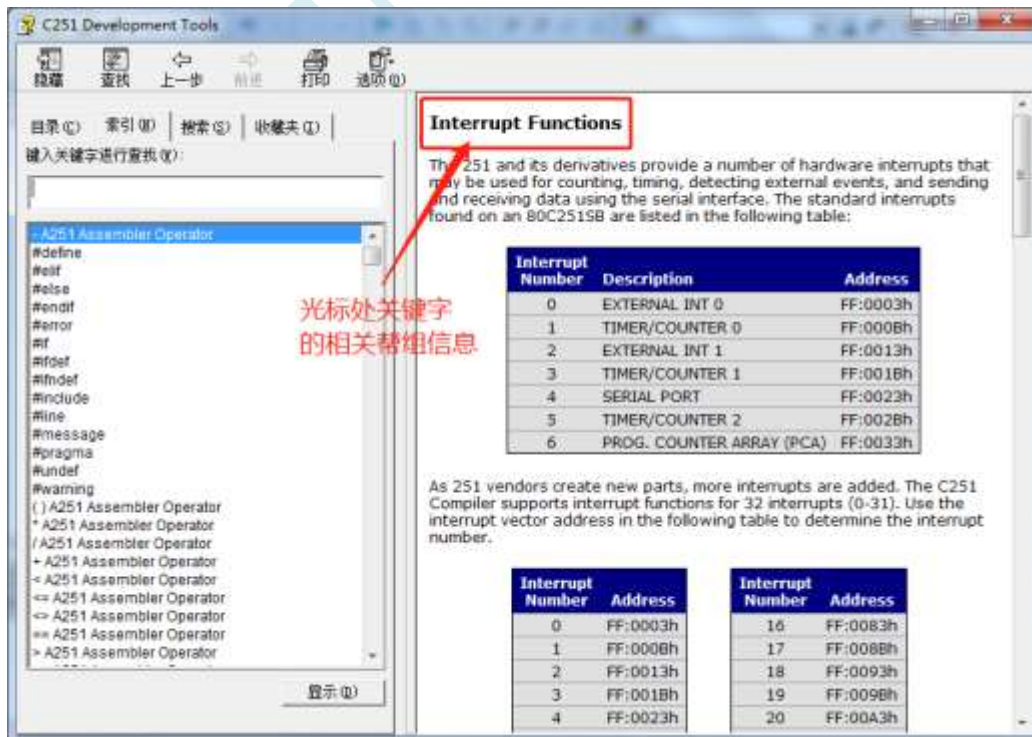 C251 Development Tools
隐藏 查找 上一步 前进 打印 选项(O)
目录(C) 索引(N) 搜索(S) 收藏夹(I)
键入关键字进行查找(W):
- A251 Assembler Operator
#define
#elif
#else
#endif
#error
#if
#ifdef
#ifndef
#include
#line
#message
#pragma
#undef
#warning
( ) A251 Assembler Operator
* A251 Assembler Operator
/ A251 Assembler Operator
+ A251 Assembler Operator
< A251 Assembler Operator
<= A251 Assembler Operator
<> A251 Assembler Operator
== A251 Assembler Operator
> A251 Assembler Operator
显示(D)
光标处关键字
的相关帮组信息
Interrupt Functions
The 251 and its derivatives provide a number of hardware interrupts that
may be used for counting, timing, detecting external events, and sending
and receiving data using the serial interface. The standard interrupts
found on an 80C251SB are listed in the following table:
Interrupt Number Description Address
0 EXTERNAL INT 0 FF:0003h
1 TIMER/COUNTER 0 FF:000Bh
2 EXTERNAL INT 1 FF:0013h
3 TIMER/COUNTER 1 FF:001Bh
4 SERIAL PORT FF:0023h
5 TIMER/COUNTER 2 FF:002Bh
6 PROG. COUNTER ARRAY (PCA) FF:0033h
As 251 vendors create new parts, more interrupts are added. The C251
Compiler supports interrupt functions for 32 interrupts (0-31). Use the
interrupt vector address in the following table to determine the interrupt
number.
Interrupt Number Address Interrupt Number Address
0 FF:0003h 16 FF:0083h
1 FF:000Bh 17 FF:008Bh
2 FF:0013h 18 FF:0093h
3 FF:001Bh 19 FF:009Bh
4 FF:0023h 20 FF:00A3h